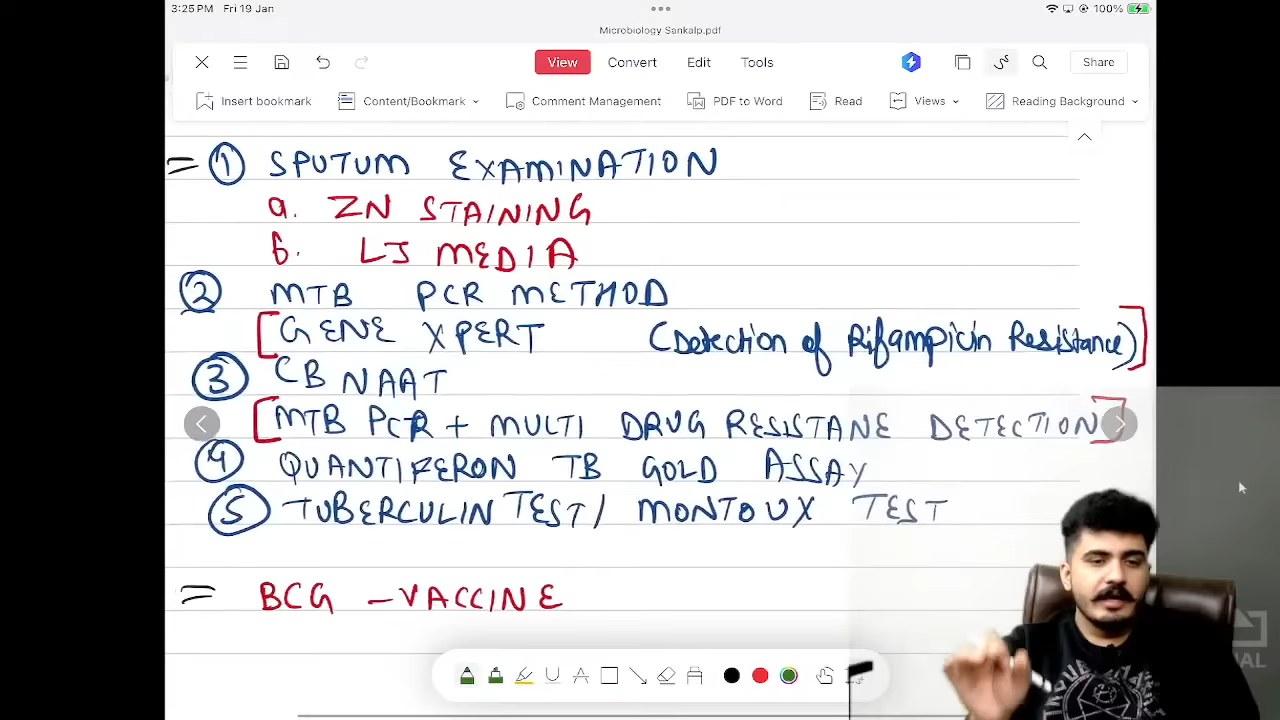 3:25 PM Fri 19 Jan
100%
Microbiology Sankalp.pdf
View Convert Edit Tools
Share
Insert bookmark Content/Bookmark Comment Management PDF to Word Read Views Reading Background
= 1 SPUTUM EXAMINATION
a. ZN STAINING
b. LJ MEDIA
2 MTB PCR METHOD
[GENE XPERT (Detection of Rifampicin Resistance)]
3 CB NAAT
[MTB PCR + MULTI DRUG RESISTANE DETECTION]
4 QUANTIFERON TB GOLD ASSAY
5 TUBERCULIN TEST/ MONTOUX TEST
= BCG - VACCINE